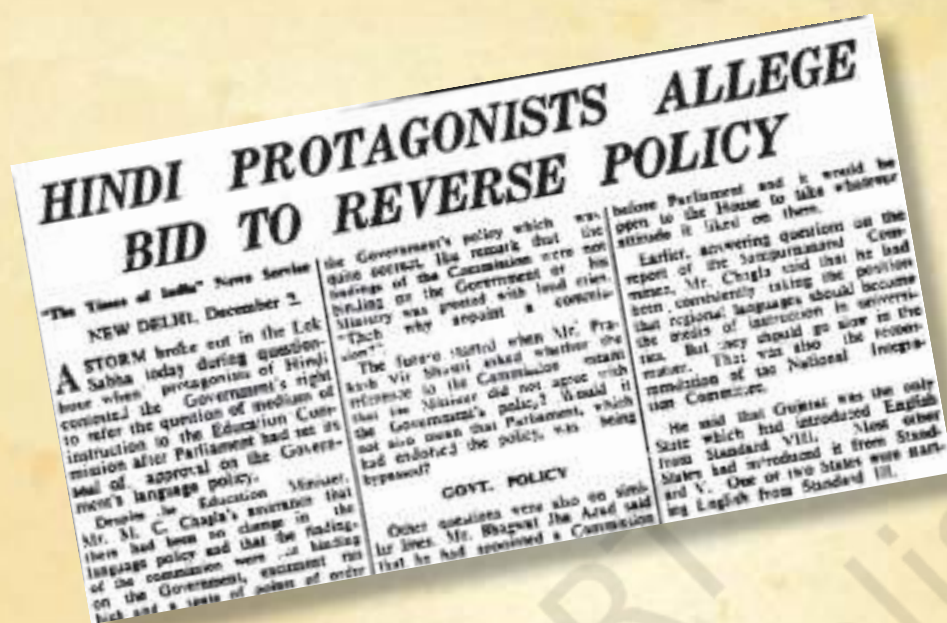 HINDI PROTAGONISTS ALLEGE
BID TO REVERSE POLICY
"The Times of India" News Service
NEW DELHI, December 2.
A STORM broke out in the Lok
Sabha today during question-
hour when protagonists of Hindi
contested the Government's right
to refer the question of medium of
instruction to the Education Com-
mission after Parliament had set its
seal of approval on the Govern-
ment's language policy.
Despite the Education Minister,
Mr. M. C. Chagla's assurance that
there had been no change in the
language policy and that the findings
of the commission were not binding
on the Government, excitement ran
high and a spate of points of order
the Government's policy which was
quite correct. The remark that the
findings of the Commission were not
binding on the Government or his
Ministry was greeted with loud cries,
"Then why appoint a commis-
sion?"
The furore started when Mr. Pra-
kash Vir Shastri asked whether the
reference to the Commission meant
that the Minister did not agree with
the Government's policy? Would it
not also mean that Parliament, which
had endorsed the policy, was being
bypassed?
GOVT. POLICY
Other questions were also on simi-
lar lines. Mr. Bhagwat Jha Azad said
that he had appointed a Commission
before Parliament and it would be
open to the House to take whatever
attitude it liked on them.
Earlier, answering questions on the
report of the Sampurnanand Com-
mittee, Mr. Chagla said that he had
been consistently taking the position
that regional languages should become
the media of instruction in universi-
ties. But they should go slow in the
matter. That was also the recom-
mendation of the National Integra-
tion Committee.
He said that Gujarat was the only
State which had introduced English
from Standard VIII. Most other
States had introduced it from Stand-
ard V. One or two States were start-
ing English from Standard III.